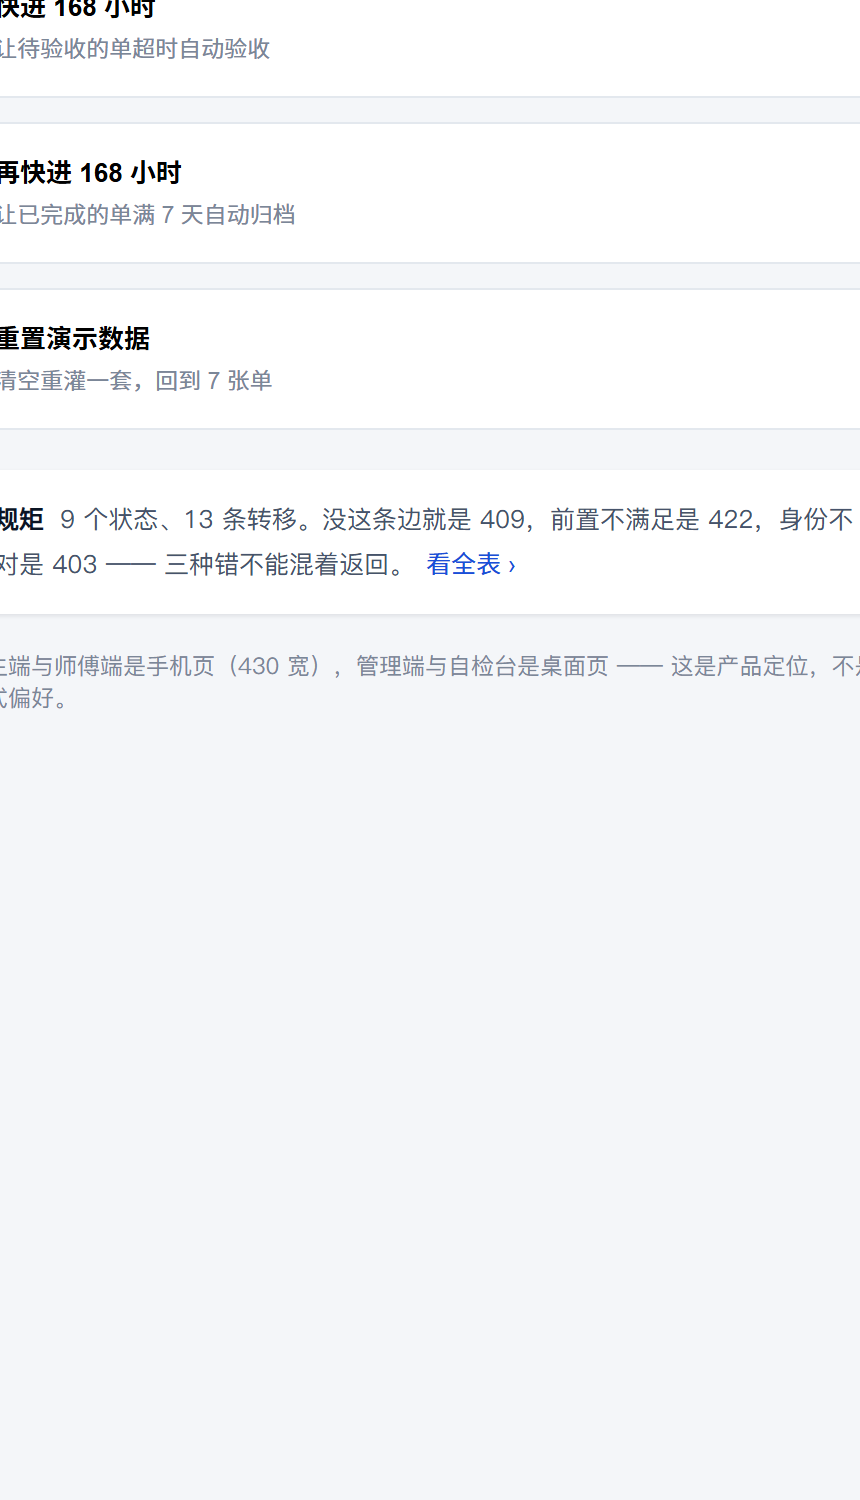 快进 168 小时
让待验收的单超时自动验收
再快进 168 小时
让已完成的单满 7 天自动归档
重置演示数据
清空重灌一套，回到 7 张单
规矩 9 个状态、13 条转移。没这条边就是 409，前置不满足是 422，身份不
对是 403 —— 三种错不能混着返回。 看全表 ›
端与师傅端是手机页（430 宽），管理端与自检台是桌面页 —— 这是产品定位，不是
式偏好。